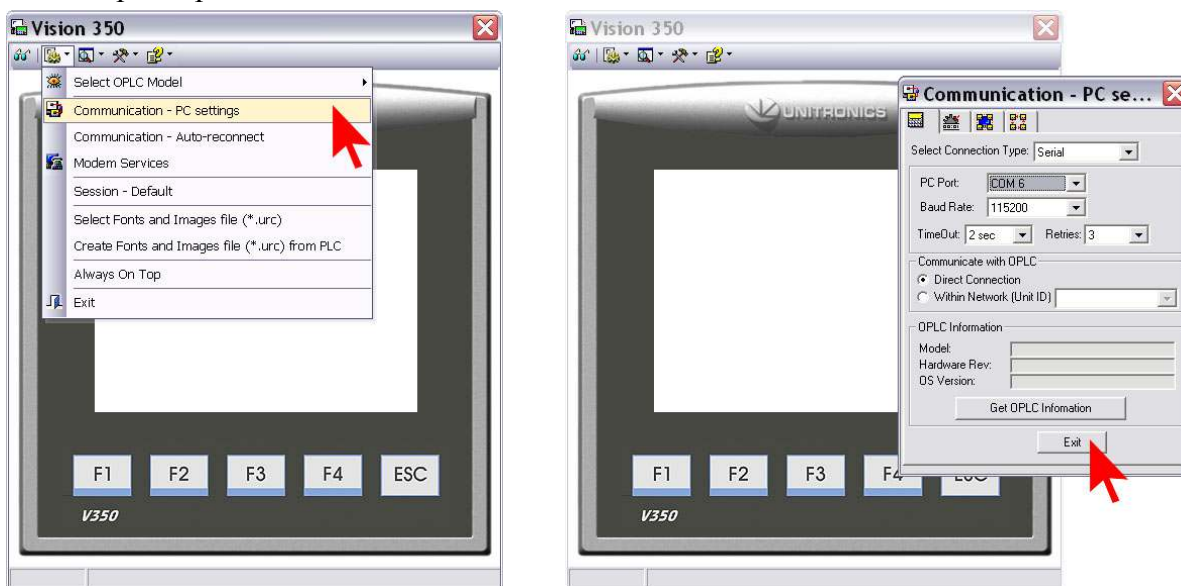 Vision 350
Select OPLC Model
Communication - PC settings
Communication - Auto-reconnect
Modem Services
Session - Default
Select Fonts and Images file (*.urc)
Create Fonts and Images file (*.urc) from PLC
Always On Top
Exit
F1 F2 F3 F4 ESC
V350
Vision 350
UNITRONICS
Communication - PC se...
Select Connection Type: Serial
PC Port: COM 6
Baud Rate: 115200
TimeOut: 2 sec Retries: 3
Communicate with OPLC
Direct Connection
Within Network (Unit ID)
OPLC Information
Model:
Hardware Rev:
OS Version:
Get OPLC Infomation
Exit
F1 F2 F3 F4
V350